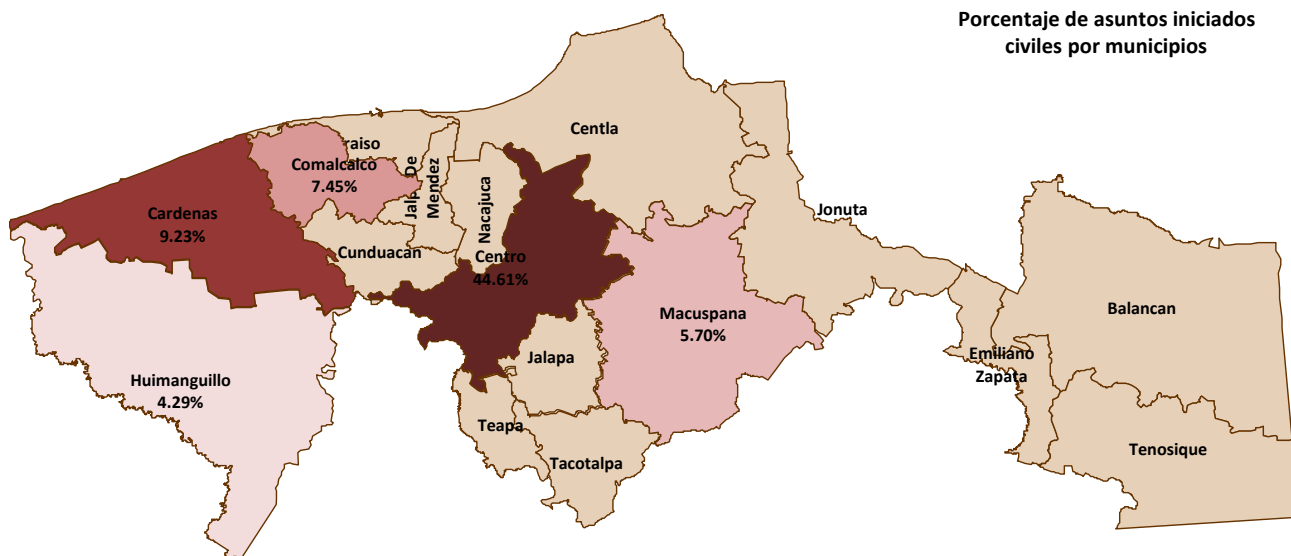 Porcentaje de asuntos iniciados
civiles por municipios
Centla
raiso
Comalcalco
7.45%
Jalpa De
Mendez
Nacajuca
Cardenas
9.23%
Cunduacan
Centro
44.61%
Jonuta
Macuspana
5.70%
Balancan
Jalapa
Emiliano
Zapata
Huimanguillo
4.29%
Teapa
Tacotalpa
Tenosique